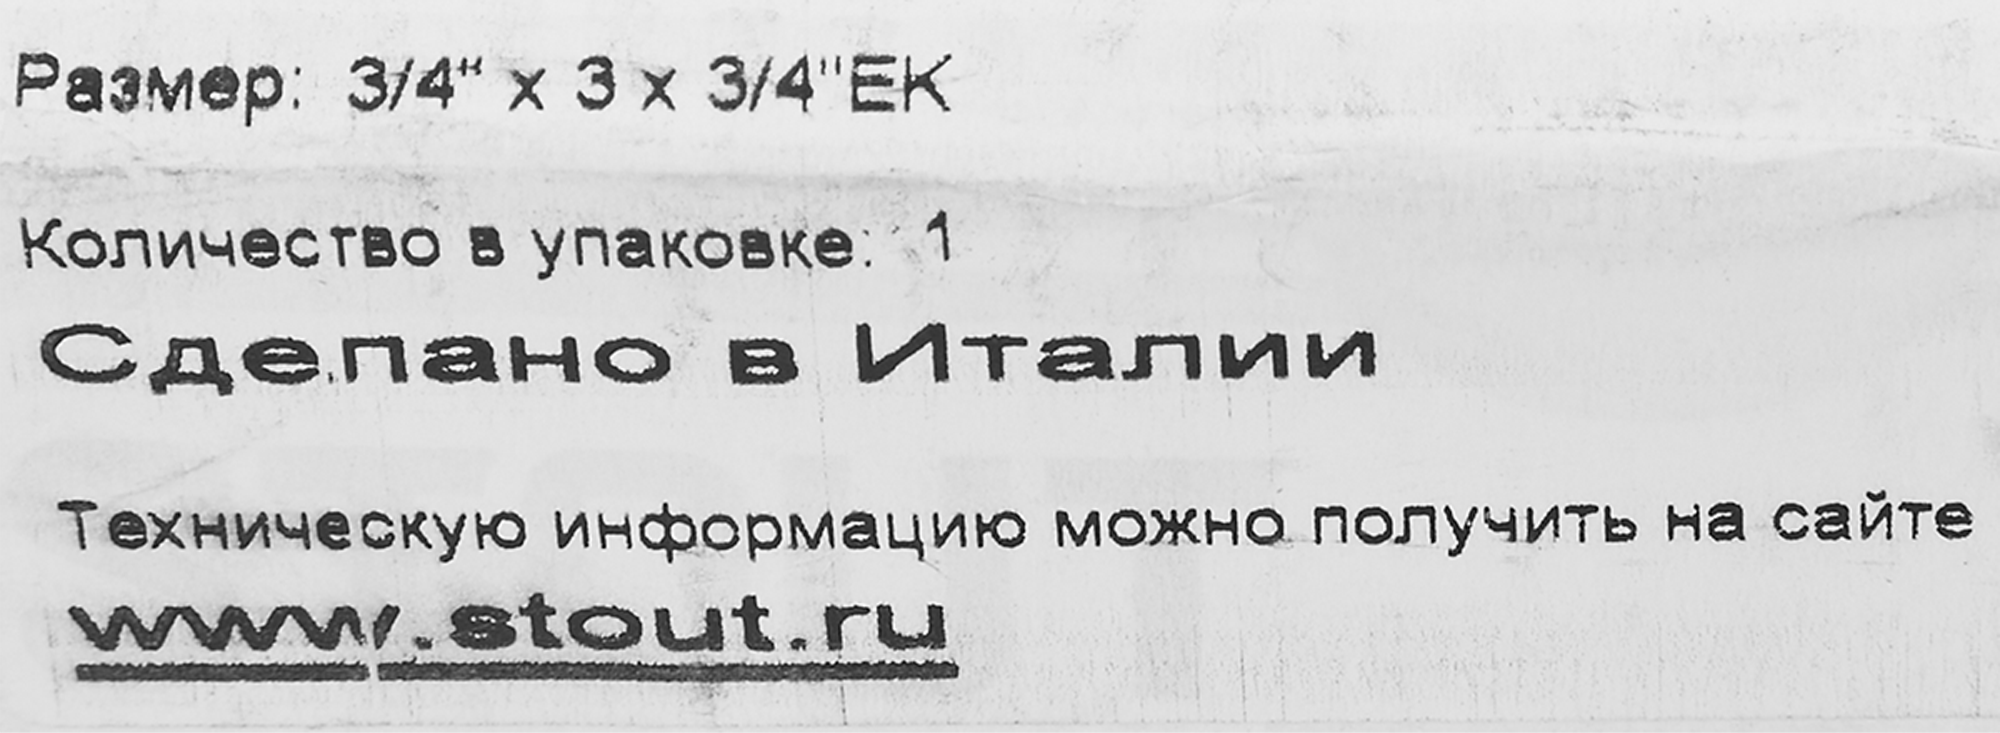 Размер: 3/4" x 3 x 3/4"ЕК
Количество в упаковке: 1
Сделано в Италии
Техническую информацию можно получить на сайте
www.stout.ru